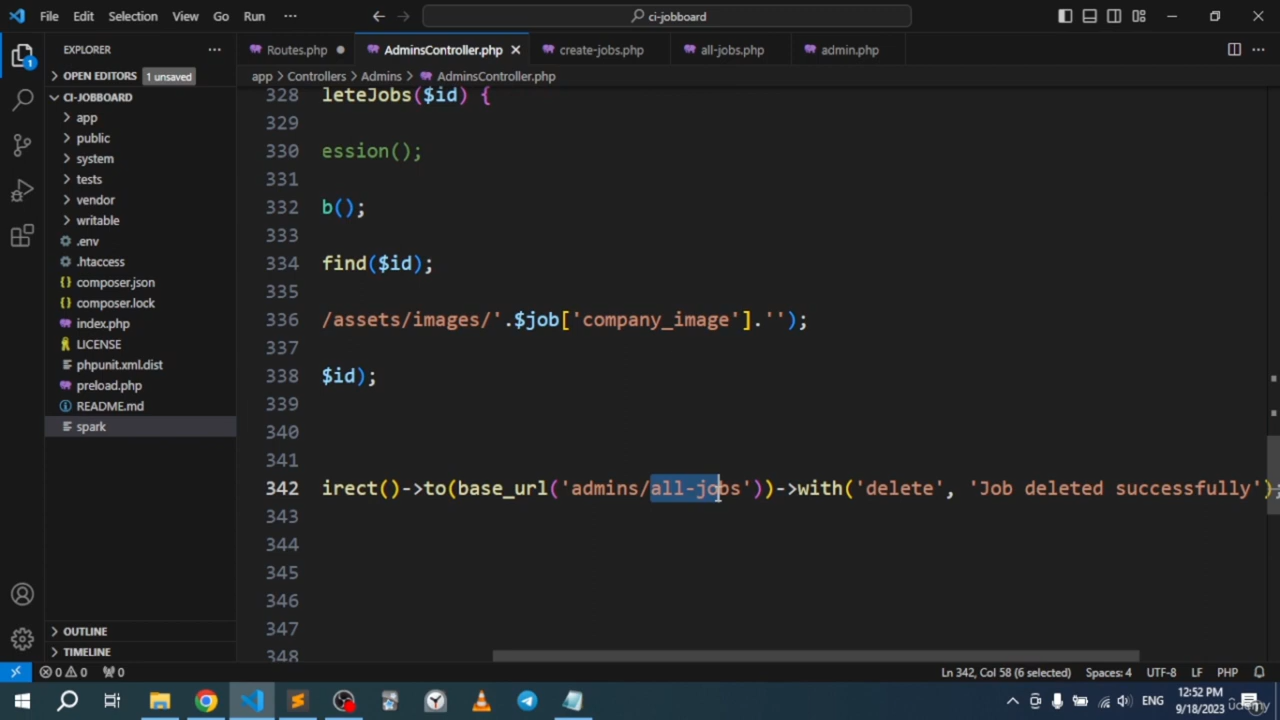 File Edit Selection View Go Run ··· ci-jobboard
EXPLORER ··· Routes.php AdminsController.php create-jobs.php all-jobs.php admin.php ···
OPEN EDITORS 1 unsaved app > Controllers > Admins > AdminsController.php
CI-JOBBOARD
app
public
system
tests
vendor
writable
.env
.htaccess
composer.json
composer.lock
index.php
LICENSE
phpunit.xml.dist
preload.php
README.md
spark
OUTLINE
TIMELINE
328 leteJobs($id) {
329
330 ession();
331
332 b();
333
334 find($id);
335
336 /assets/images/'.$job['company_image'].'');
337
338 $id);
339
340
341
342 irect()->to(base_url('admins/all-jobs'))->with('delete', 'Job deleted successfully');
343
344
345
346
347
348
0 0 0 Ln 342, Col 58 (6 selected) Spaces: 4 UTF-8 LF PHP
ENG 12:52 PM
9/18/2023
udemy